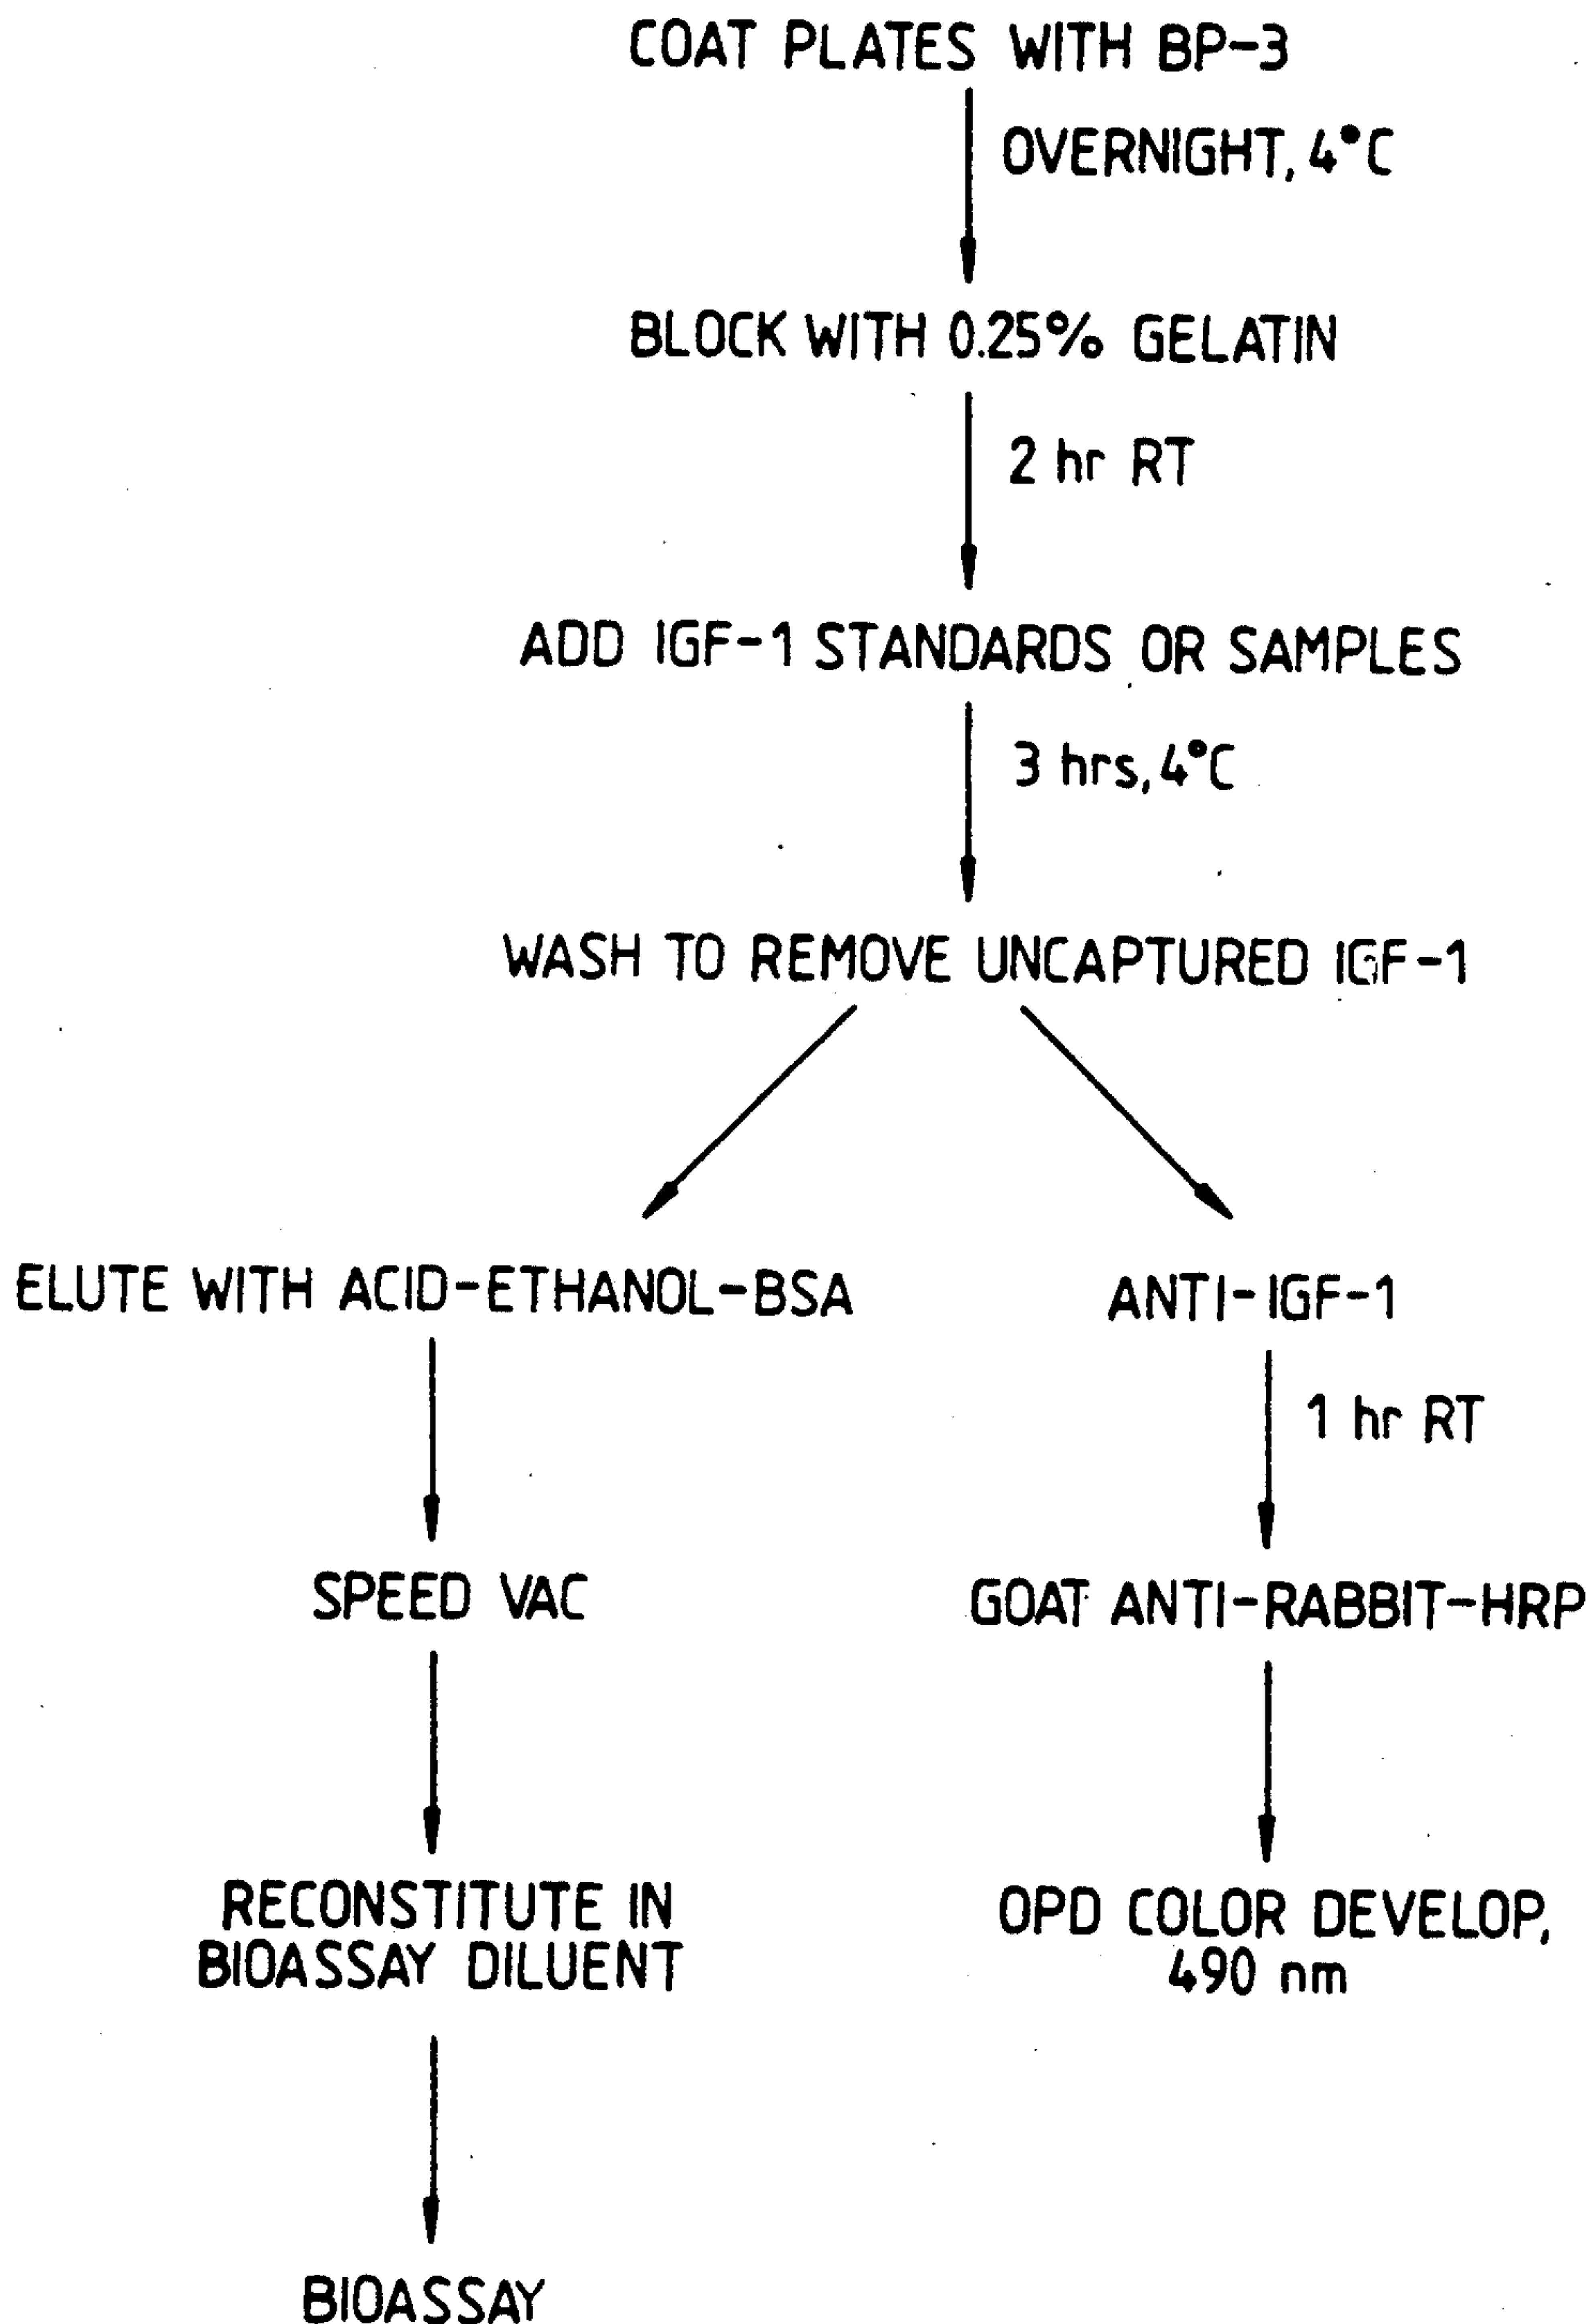 COAT PLATES WITH BP-3
OVERNIGHT, 4°C
BLOCK WITH 0.25% GELATIN
2 hr RT
ADD IGF-1 STANDARDS OR SAMPLES
3 hrs, 4°C
WASH TO REMOVE UNCAPTURED IGF-1
ELUTE WITH ACID-ETHANOL-BSA
SPEED VAC
RECONSTITUTE IN
BIOASSAY DILUENT
BIOASSAY
ANTI-IGF-1
1 hr RT
GOAT ANTI-RABBIT-HRP
OPD COLOR DEVELOP,
490 nm